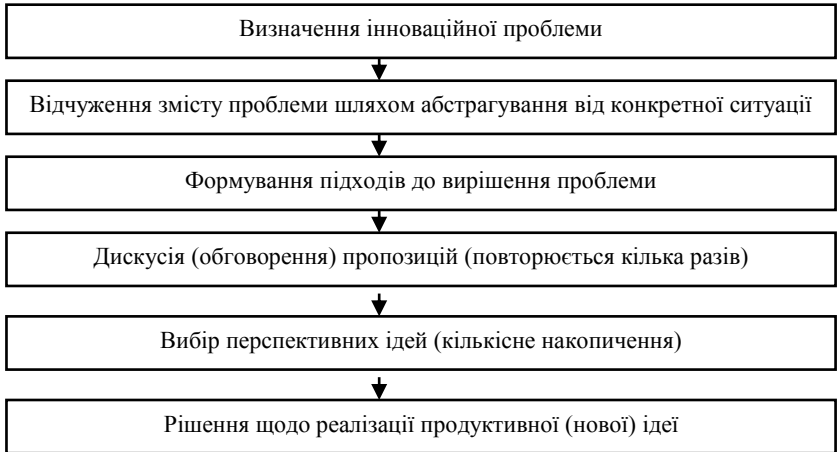 Визначення інноваційної проблеми
Відчуження змісту проблеми шляхом абстрагування від конкретної ситуації
Формування підходів до вирішення проблеми
Дискусія (обговорення) пропозицій (повторюється кілька разів)
Вибір перспективних ідей (кількісне накопичення)
Рішення щодо реалізації продуктивної (нової) ідеї